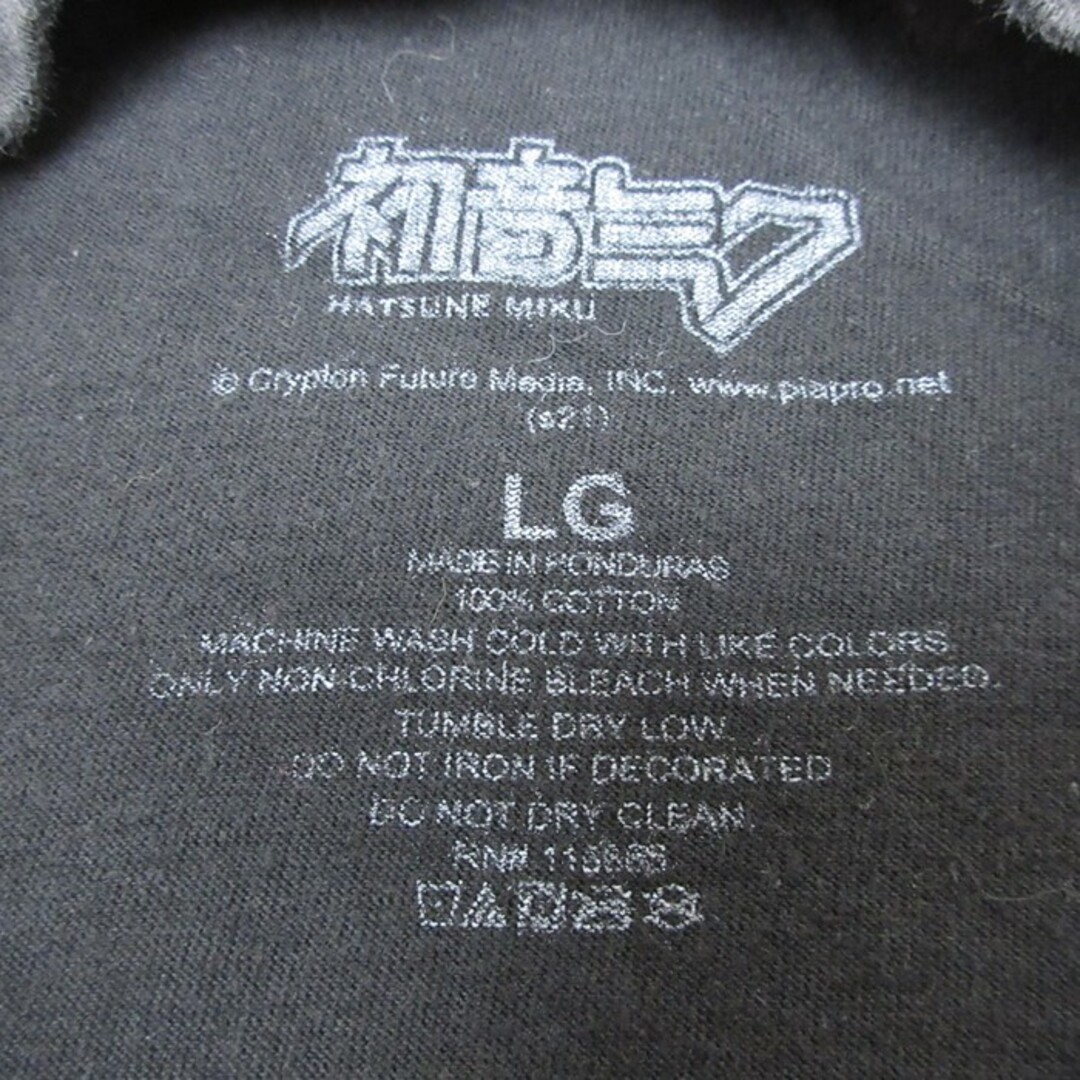 初音ミク
HATSUNE MIKU
© Crypton Future Media, INC. www.piapro.net
(s21)
LG
MADE IN HONDURAS
100% COTTON
MACHINE WASH COLD WITH LIKE COLORS
ONLY NON-CHLORINE BLEACH WHEN NEEDED.
TUMBLE DRY LOW.
DO NOT IRON IF DECORATED
DO NOT DRY CLEAN.
RN#